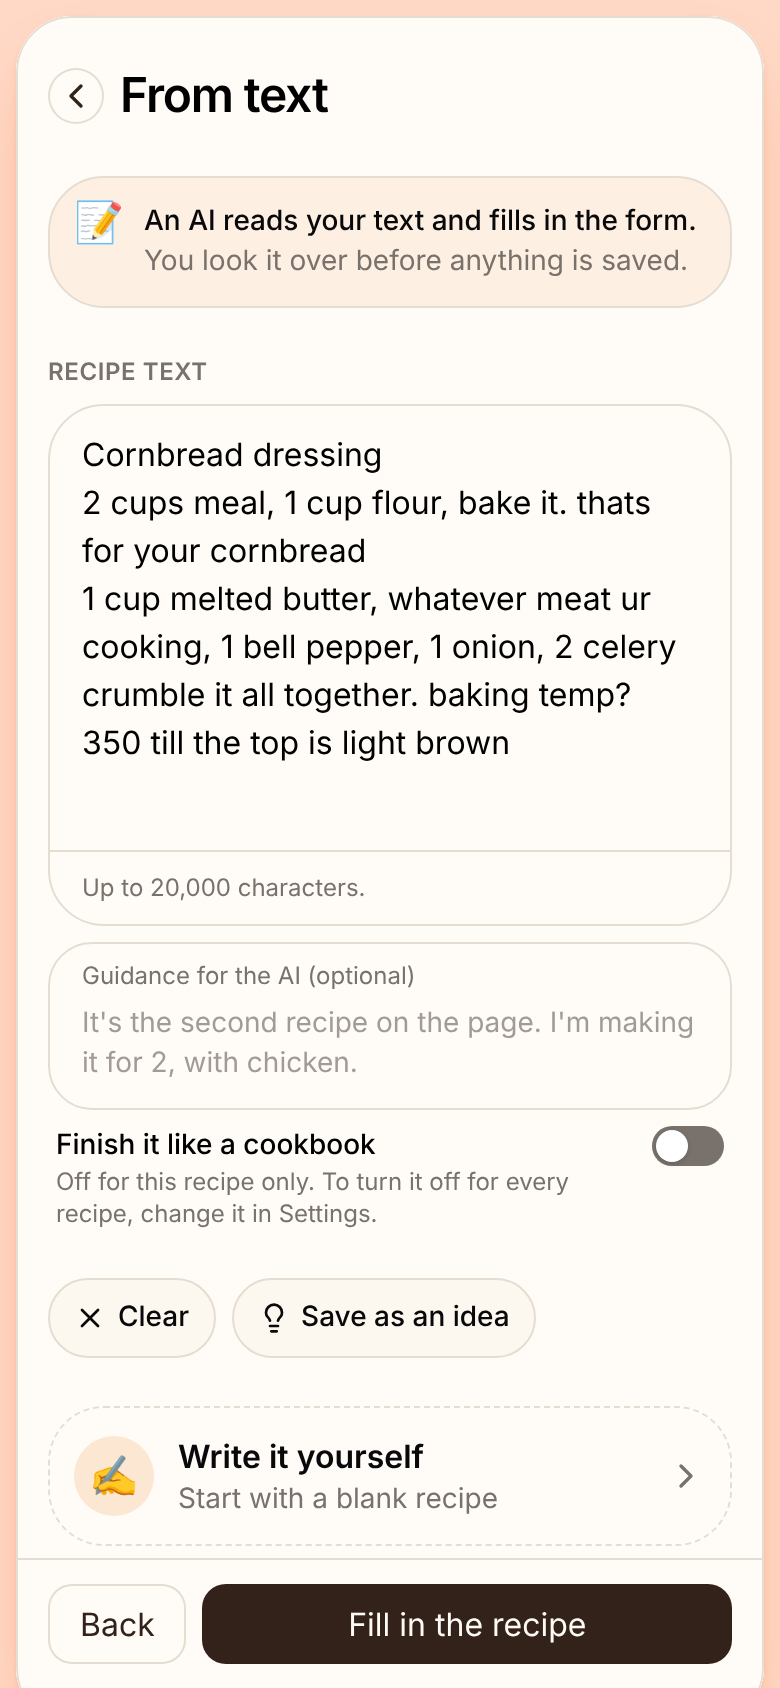 From text
An AI reads your text and fills in the form.
You look it over before anything is saved.
RECIPE TEXT
Cornbread dressing
2 cups meal, 1 cup flour, bake it. thats
for your cornbread
1 cup melted butter, whatever meat ur
cooking, 1 bell pepper, 1 onion, 2 celery
crumble it all together. baking temp?
350 till the top is light brown
Up to 20,000 characters.
Guidance for the AI (optional)
It's the second recipe on the page. I'm making
it for 2, with chicken.
Finish it like a cookbook
Off for this recipe only. To turn it off for every
recipe, change it in Settings.
Clear
Save as an idea
Write it yourself
Start with a blank recipe
Back
Fill in the recipe